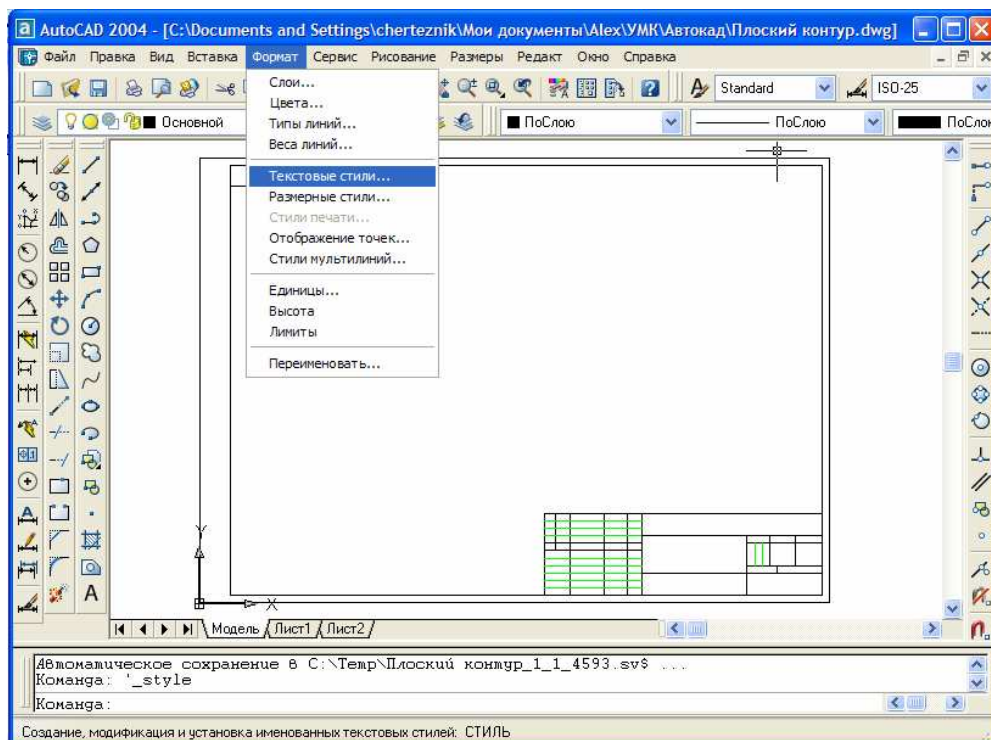 AutoCAD 2004 - [C:\Documents and Settings\cherteznik\Мои документы\Alex\УМК\Автокад\Плоский контур.dwg]
Файл Правка Вид Вставка Формат Сервис Рисование Размеры Редакт Окно Справка
Standard ISO-25
Основной ПоСлою ПоСлою ПоСлою
Слои...
Цвета...
Типы линий...
Веса линий...
Текстовые стили...
Размерные стили...
Стили печати...
Отображение точек...
Стили мультилиний...
Единицы...
Высота
Лимиты
Переименовать...
Y
X
Модель Лист1 Лист2
Автоматическое сохранение в C:\Temp\Плоский контур_1_1_4593.sv$ ...
Команда: '_style
Команда:
Создание, модификация и установка именованных текстовых стилей: СТИЛЬ